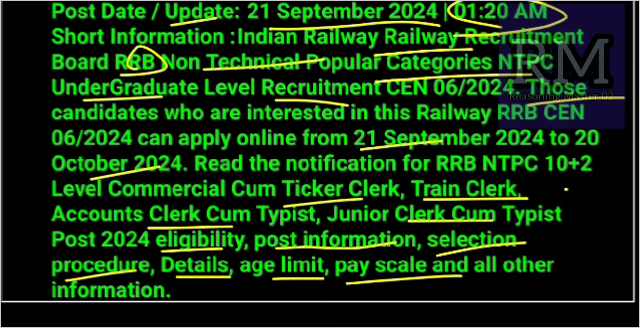 Post Date / Update: 21 September 2024 | 01:20 AM
Short Information : Indian Railway Railway Recruitment
Board RRB Non Technical Popular Categories NTPC
UnderGraduate Level Recruitment CEN 06/2024. Those
candidates who are interested in this Railway RRB CEN
06/2024 can apply online from 21 September 2024 to 20
October 2024. Read the notification for RRB NTPC 10+2
Level Commercial Cum Ticker Clerk, Train Clerk,
Accounts Clerk Cum Typist, Junior Clerk Cum Typist
Post 2024 eligibility, post information, selection
procedure, Details, age limit, pay scale and all other
information.
RM
Reasoning Master 02